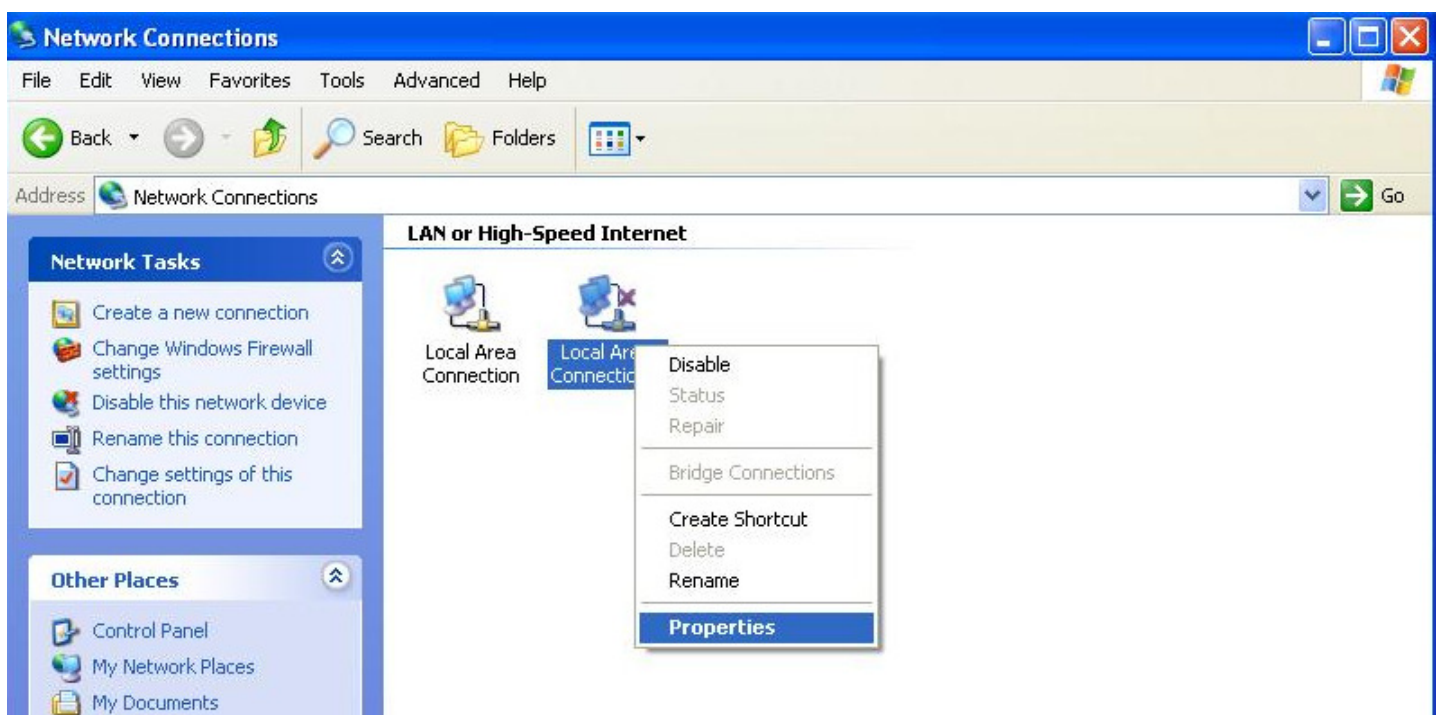 Network Connections
File Edit View Favorites Tools Advanced Help
Back Search Folders
Address Network Connections Go
Network Tasks
Create a new connection
Change Windows Firewall
settings
Disable this network device
Rename this connection
Change settings of this
connection
Other Places
Control Panel
My Network Places
My Documents
LAN or High-Speed Internet
Local Area
Connection
Local Are
Connectio
Disable
Status
Repair
Bridge Connections
Create Shortcut
Delete
Rename
Properties